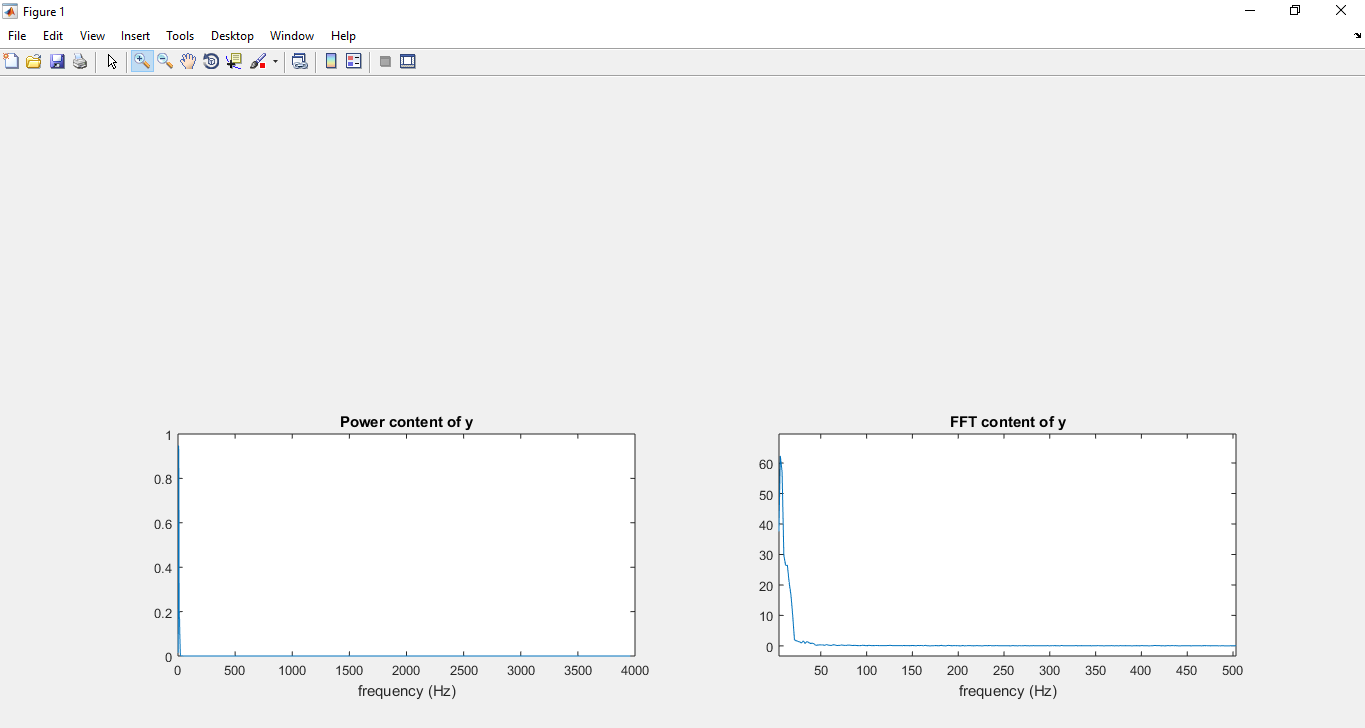 Figure 1
File Edit View Insert Tools Desktop Window Help
Power content of y
1
0.8
0.6
0.4
0.2
0
0 500 1000 1500 2000 2500 3000 3500 4000
frequency (Hz)
FFT content of y
60
50
40
30
20
10
0
50 100 150 200 250 300 350 400 450 500
frequency (Hz)